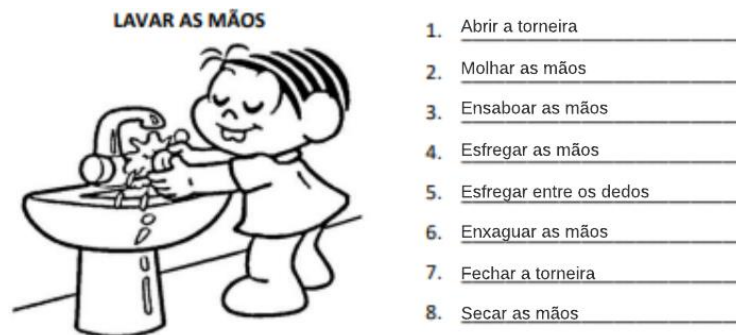 LAVAR AS MÃOS
1. Abrir a torneira
2. Molhar as mãos
3. Ensaboar as mãos
4. Esfregar as mãos
5. Esfregar entre os dedos
6. Enxaguar as mãos
7. Fechar a torneira
8. Secar as mãos